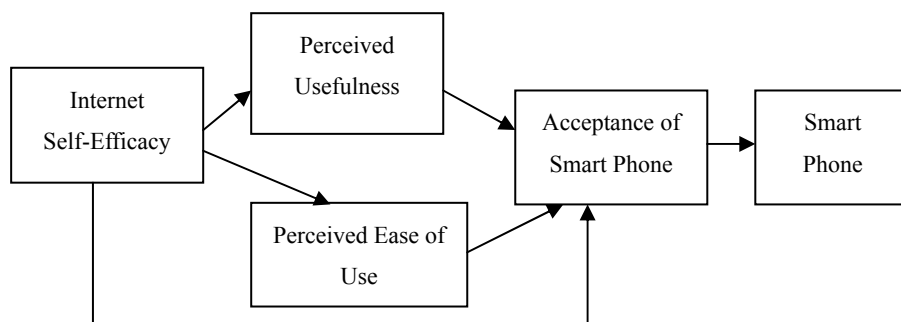 Internet
Self-Efficacy
Perceived
Usefulness
Perceived Ease of
Use
Acceptance of
Smart Phone
Smart
Phone